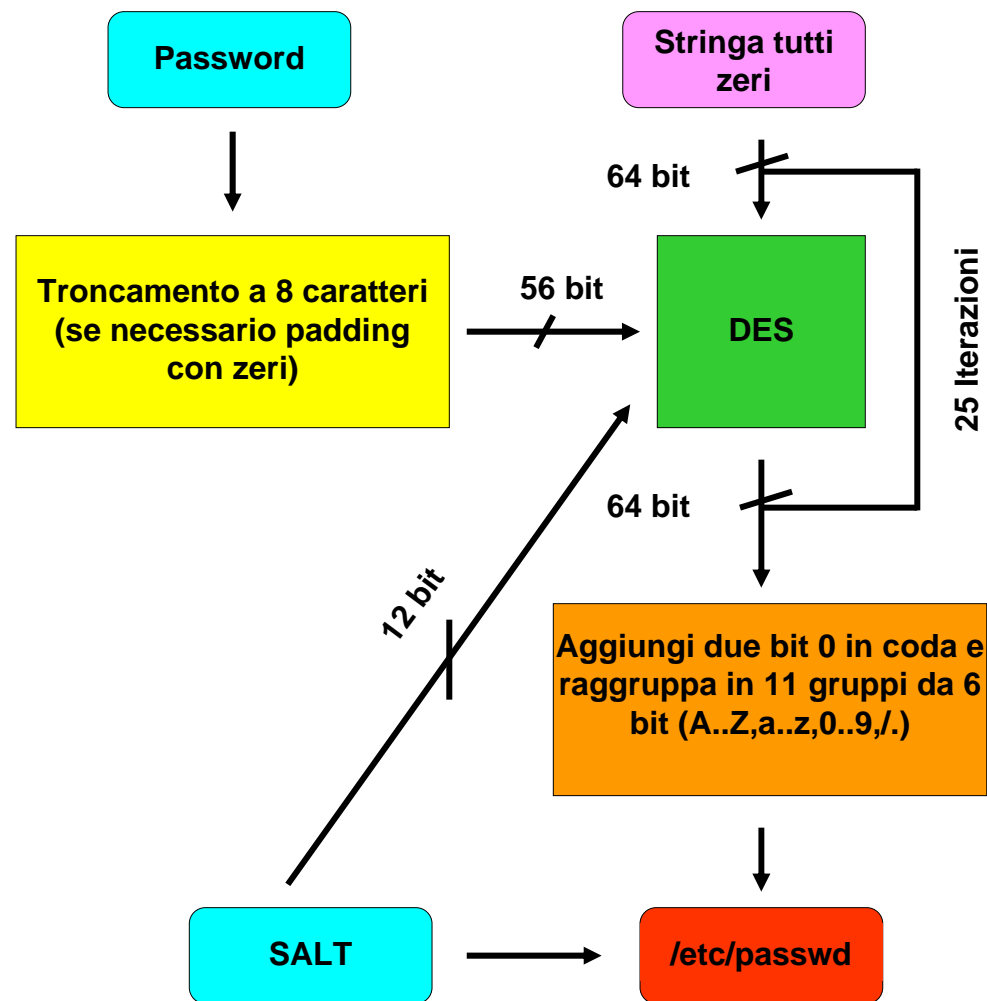 Password
Stringa tutti
zeri
64 bit
Troncamento a 8 caratteri
(se necessario padding
con zeri)
56 bit
DES
25 Iterazioni
64 bit
12 bit
Aggiungi due bit 0 in coda e
raggruppa in 11 gruppi da 6
bit (A..Z,a..z,0..9,/.)
SALT
/etc/passwd